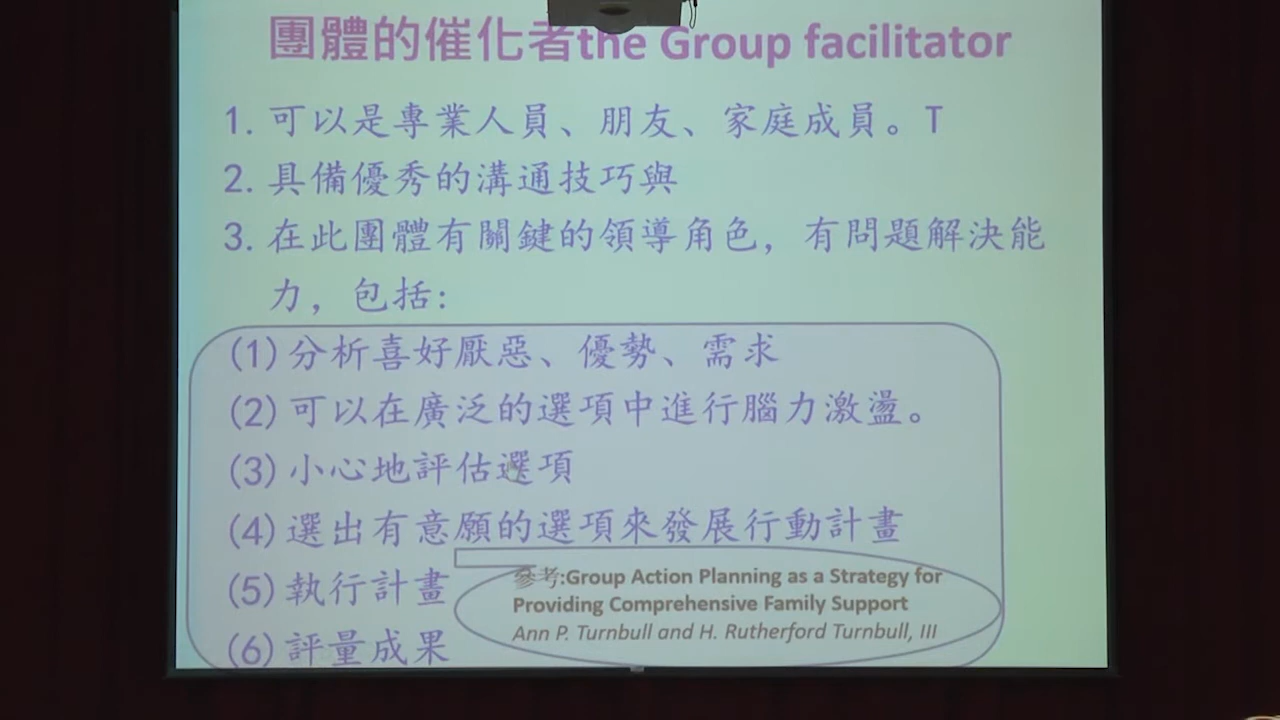 團體的催化者the Group facilitator
1. 可以是專業人員、朋友、家庭成員。T
2. 具備優秀的溝通技巧與
3. 在此團體有關鍵的領導角色，有問題解決能
力，包括:
(1) 分析喜好厭惡、優勢、需求
(2) 可以在廣泛的選項中進行腦力激盪。
(3) 小心地評估選項
(4) 選出有意願的選項來發展行動計畫
(5) 執行計畫
(6) 評量成果
參考:Group Action Planning as a Strategy for
Providing Comprehensive Family Support
Ann P. Turnbull and H. Rutherford Turnbull, III